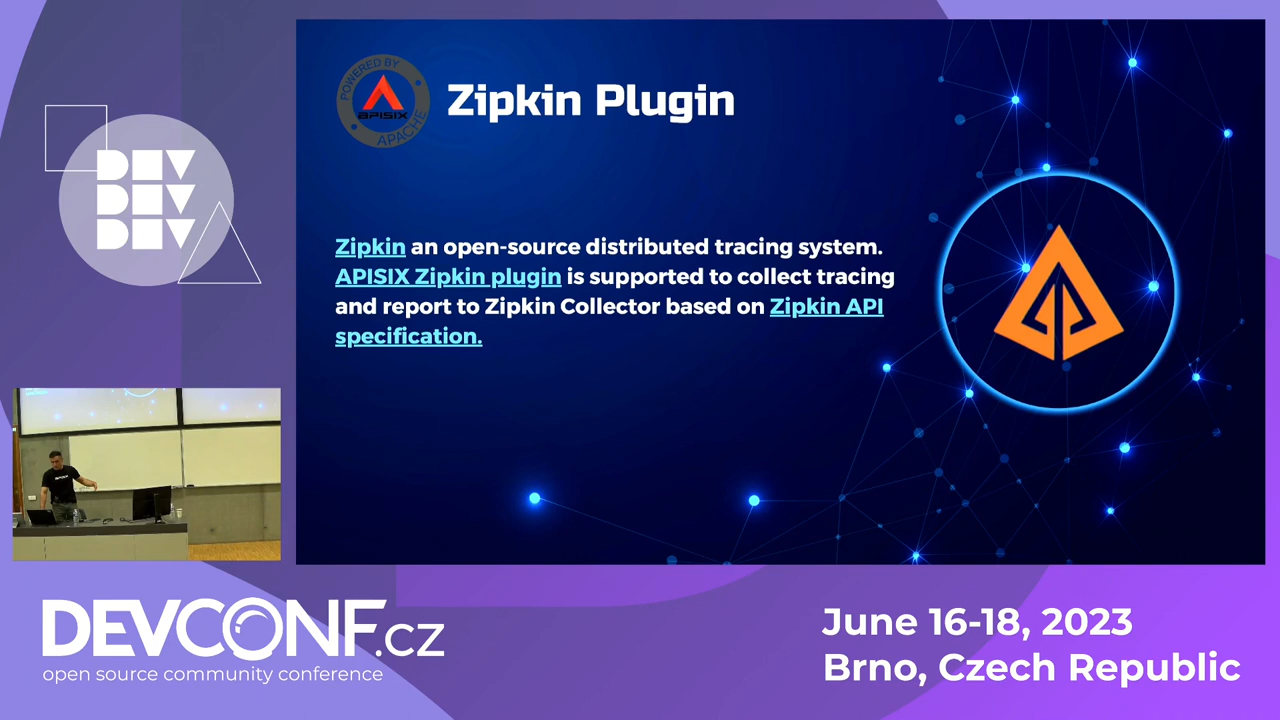 POWERED BY
APISIX
APACHE
Zipkin Plugin
Zipkin an open-source distributed tracing system.
APISIX Zipkin plugin is supported to collect tracing
and report to Zipkin Collector based on Zipkin API
specification.
DEV
DEV
DEV
DEVCONF.cz
open source community conference
June 16-18, 2023
Brno, Czech Republic